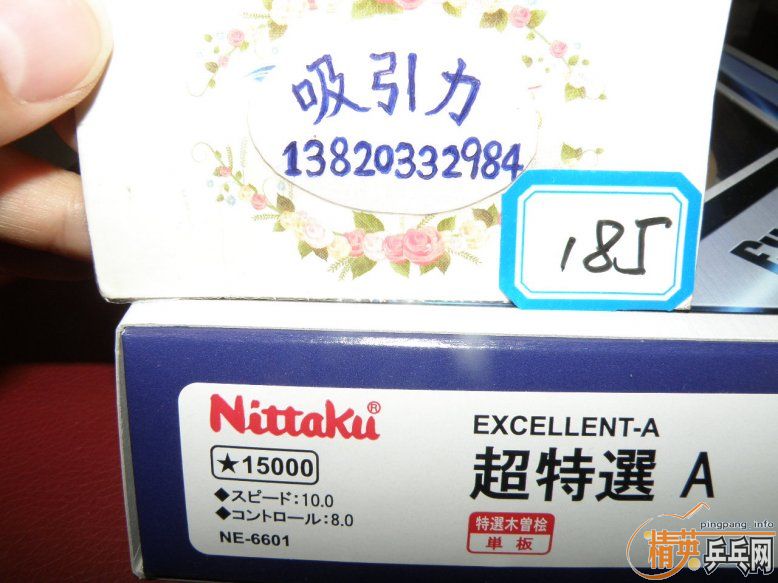 吸引力
13820332984
185
Nittaku®
★15000
◆スピード:10.0
◆コントロール:8.0
NE-6601
EXCELLENT-A
超特選 A
特選木曽桧
単板
pingpang.info
精英乒乓网